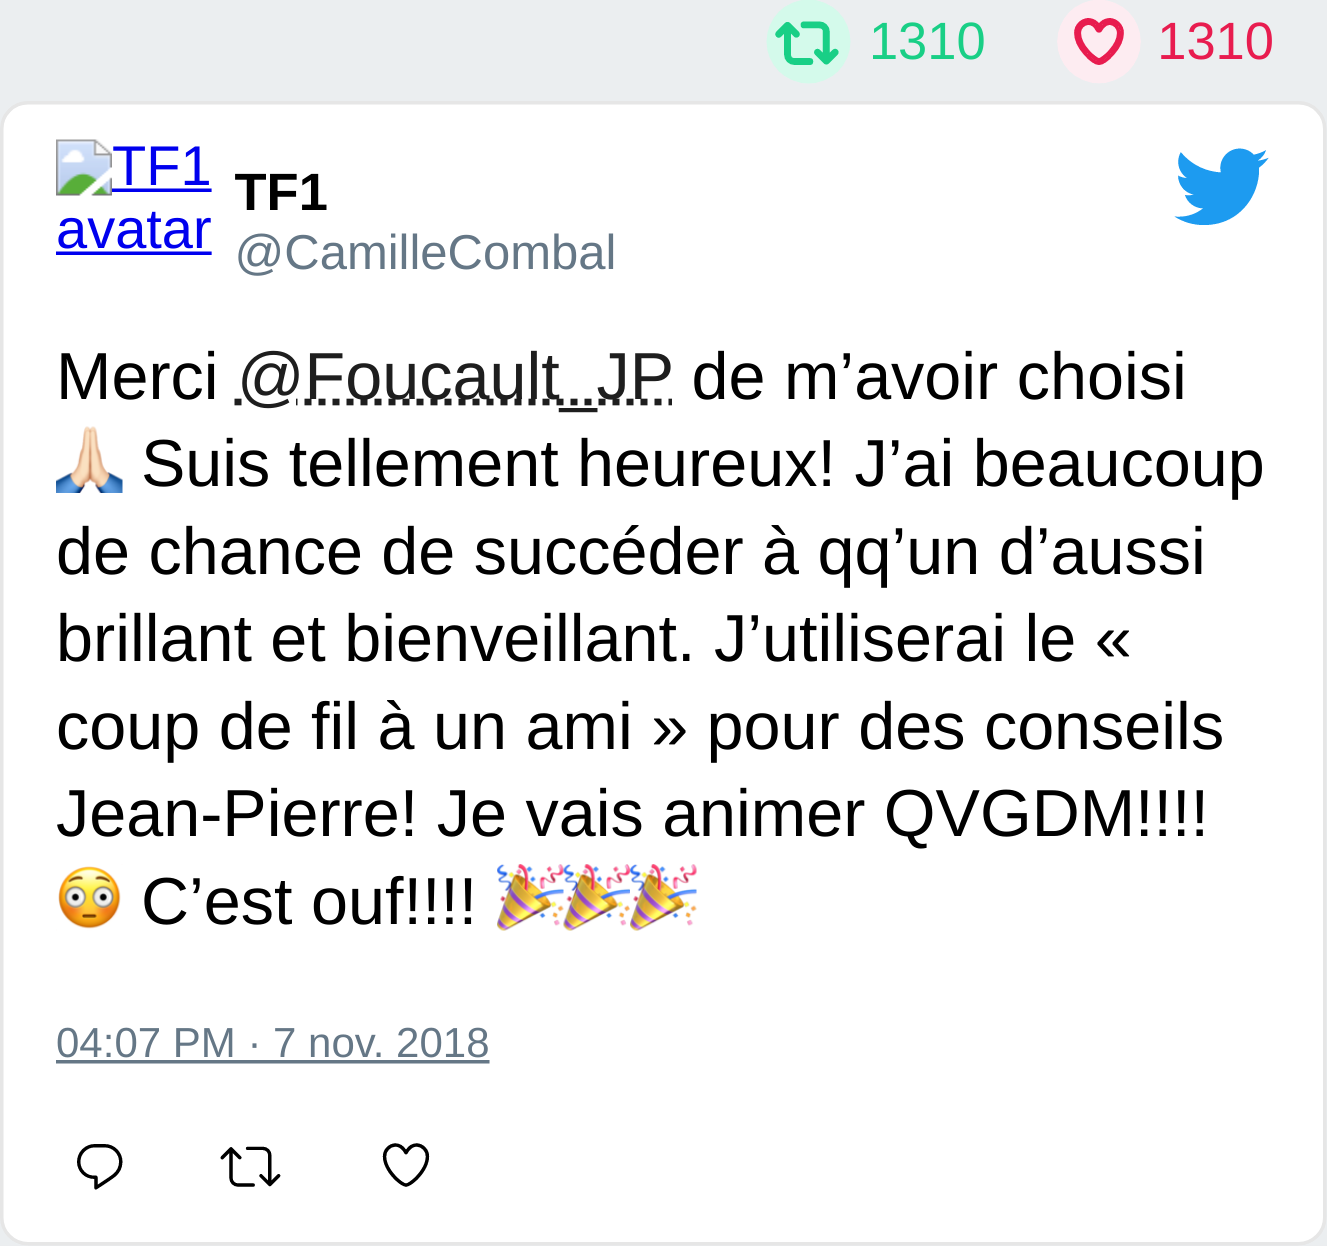 1310 1310
TF1 avatar
TF1
@CamilleCombal
Merci @Foucault_JP de m’avoir choisi
🙏🏻 Suis tellement heureux! J’ai beaucoup
de chance de succéder à qq’un d’aussi
brillant et bienveillant. J’utiliserai le «
coup de fil à un ami » pour des conseils
Jean-Pierre! Je vais animer QVGDM!!!!
😳 C’est ouf!!!! 🎉🎉🎉
04:07 PM · 7 nov. 2018